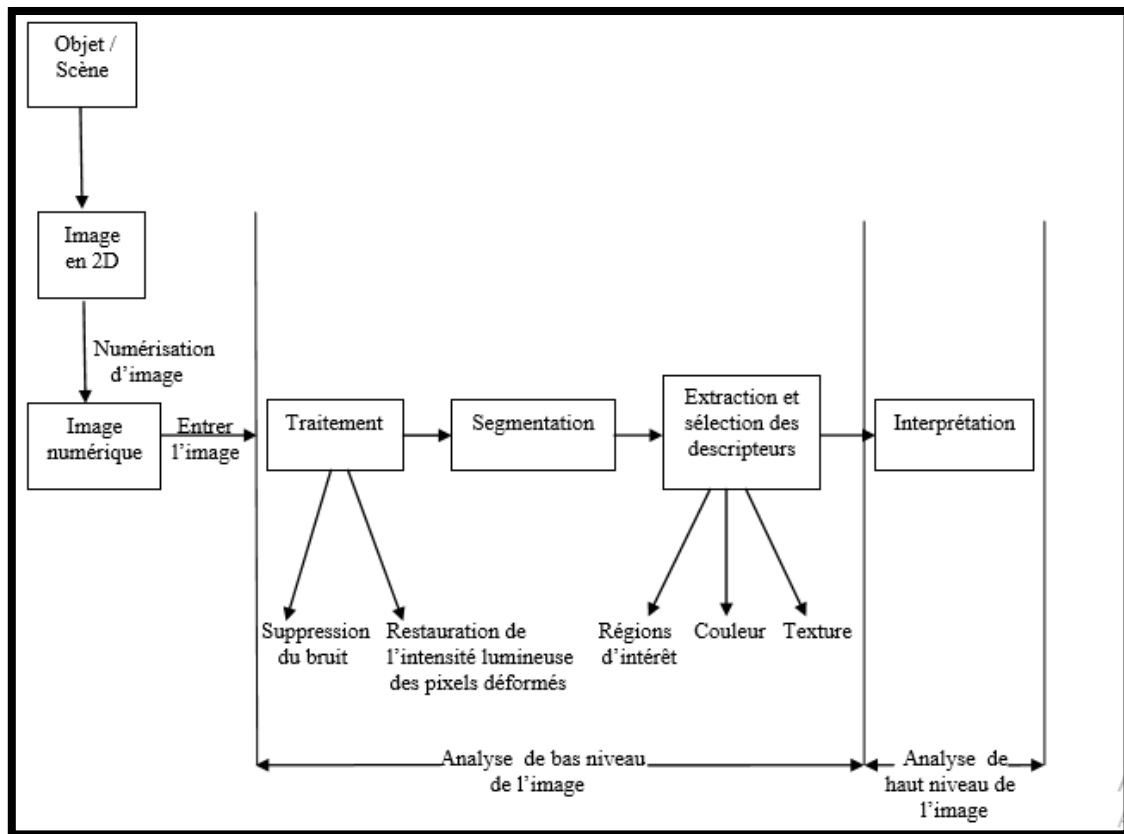 Objet /
Scène
Image
en 2D
Numérisation
d'image
Image
numérique
Entrer
l'image
Traitement
Segmentation
Extraction et
sélection des
descripteurs
Interprétation
Suppression
du bruit
Restauration de
l'intensité lumineuse
des pixels déformés
Régions
d'intérêt
Couleur
Texture
Analyse de bas niveau
de l'image
Analyse de
haut niveau de
l'image